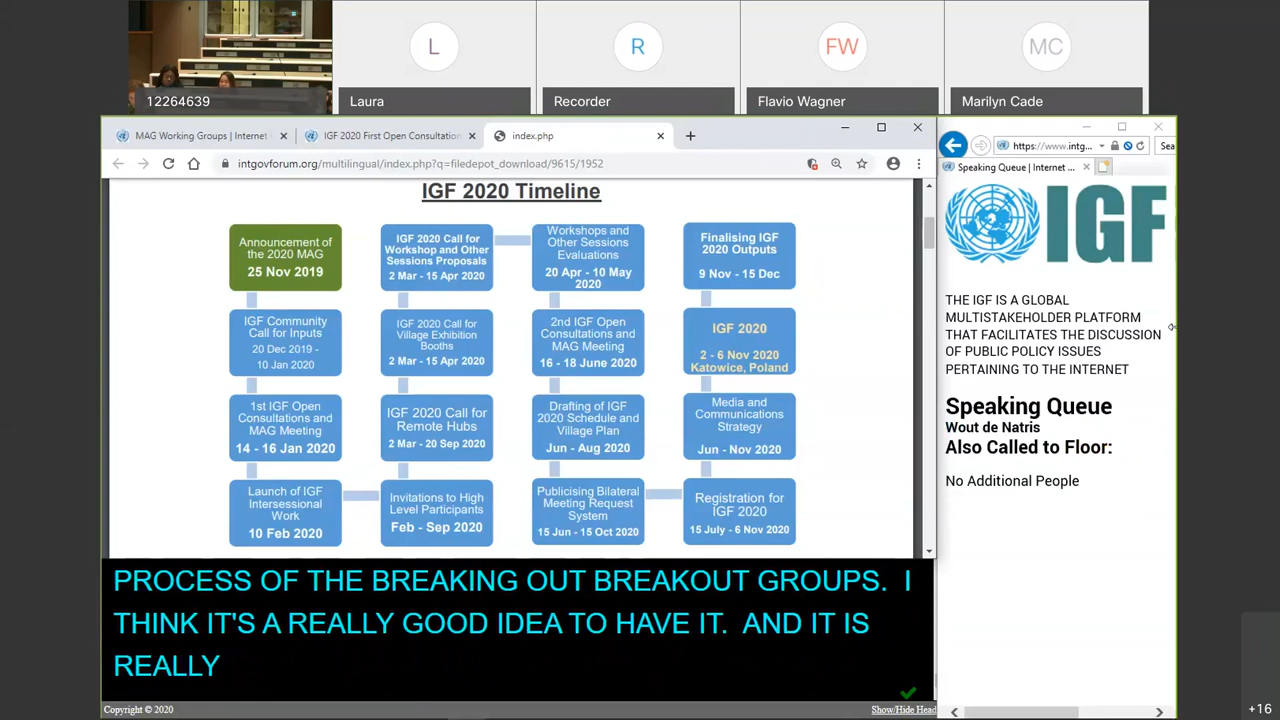 L
R
FW
MC
12264639
Laura
Recorder
Flavio Wagner
Marilyn Cade
MAG Working Groups | Internet
IGF 2020 First Open Consultation
index.php
intgovforum.org/multilingual/index.php?q=filedepot_download/9615/1952
IGF 2020 Timeline
Announcement of
the 2020 MAG
25 Nov 2019
IGF Community
Call for Inputs
20 Dec 2019 -
10 Jan 2020
1st IGF Open
Consultations and
MAG Meeting
14 - 16 Jan 2020
Launch of IGF
Intersessional
Work
10 Feb 2020
IGF 2020 Call for
Workshop and Other
Sessions Proposals
2 Mar - 15 Apr 2020
IGF 2020 Call for
Village Exhibition
Booths
2 Mar - 15 Apr 2020
IGF 2020 Call for
Remote Hubs
2 Mar - 20 Sep 2020
Invitations to High
Level Participants
Feb - Sep 2020
Workshops and
Other Sessions
Evaluations
20 Apr - 10 May
2020
2nd IGF Open
Consultations and
MAG Meeting
16 - 18 June 2020
Drafting of IGF
2020 Schedule and
Village Plan
Jun - Aug 2020
Publicising Bilateral
Meeting Request
System
15 Jun - 15 Oct 2020
Finalising IGF
2020 Outputs
9 Nov - 15 Dec
IGF 2020
2 - 6 Nov 2020
Katowice, Poland
Media and
Communications
Strategy
Jun - Nov 2020
Registration for
IGF 2020
15 July - 6 Nov 2020
PROCESS OF THE BREAKING OUT BREAKOUT GROUPS. I
THINK IT'S A REALLY GOOD IDEA TO HAVE IT. AND IT IS
REALLY
Copyright © 2020
Show/Hide Head
https://www.intg...
Sea
Speaking Queue | Internet ...
IGF
THE IGF IS A GLOBAL
MULTISTAKEHOLDER PLATFORM
THAT FACILITATES THE DISCUSSION
OF PUBLIC POLICY ISSUES
PERTAINING TO THE INTERNET
Speaking Queue
Wout de Natris
Also Called to Floor:
No Additional People
+16